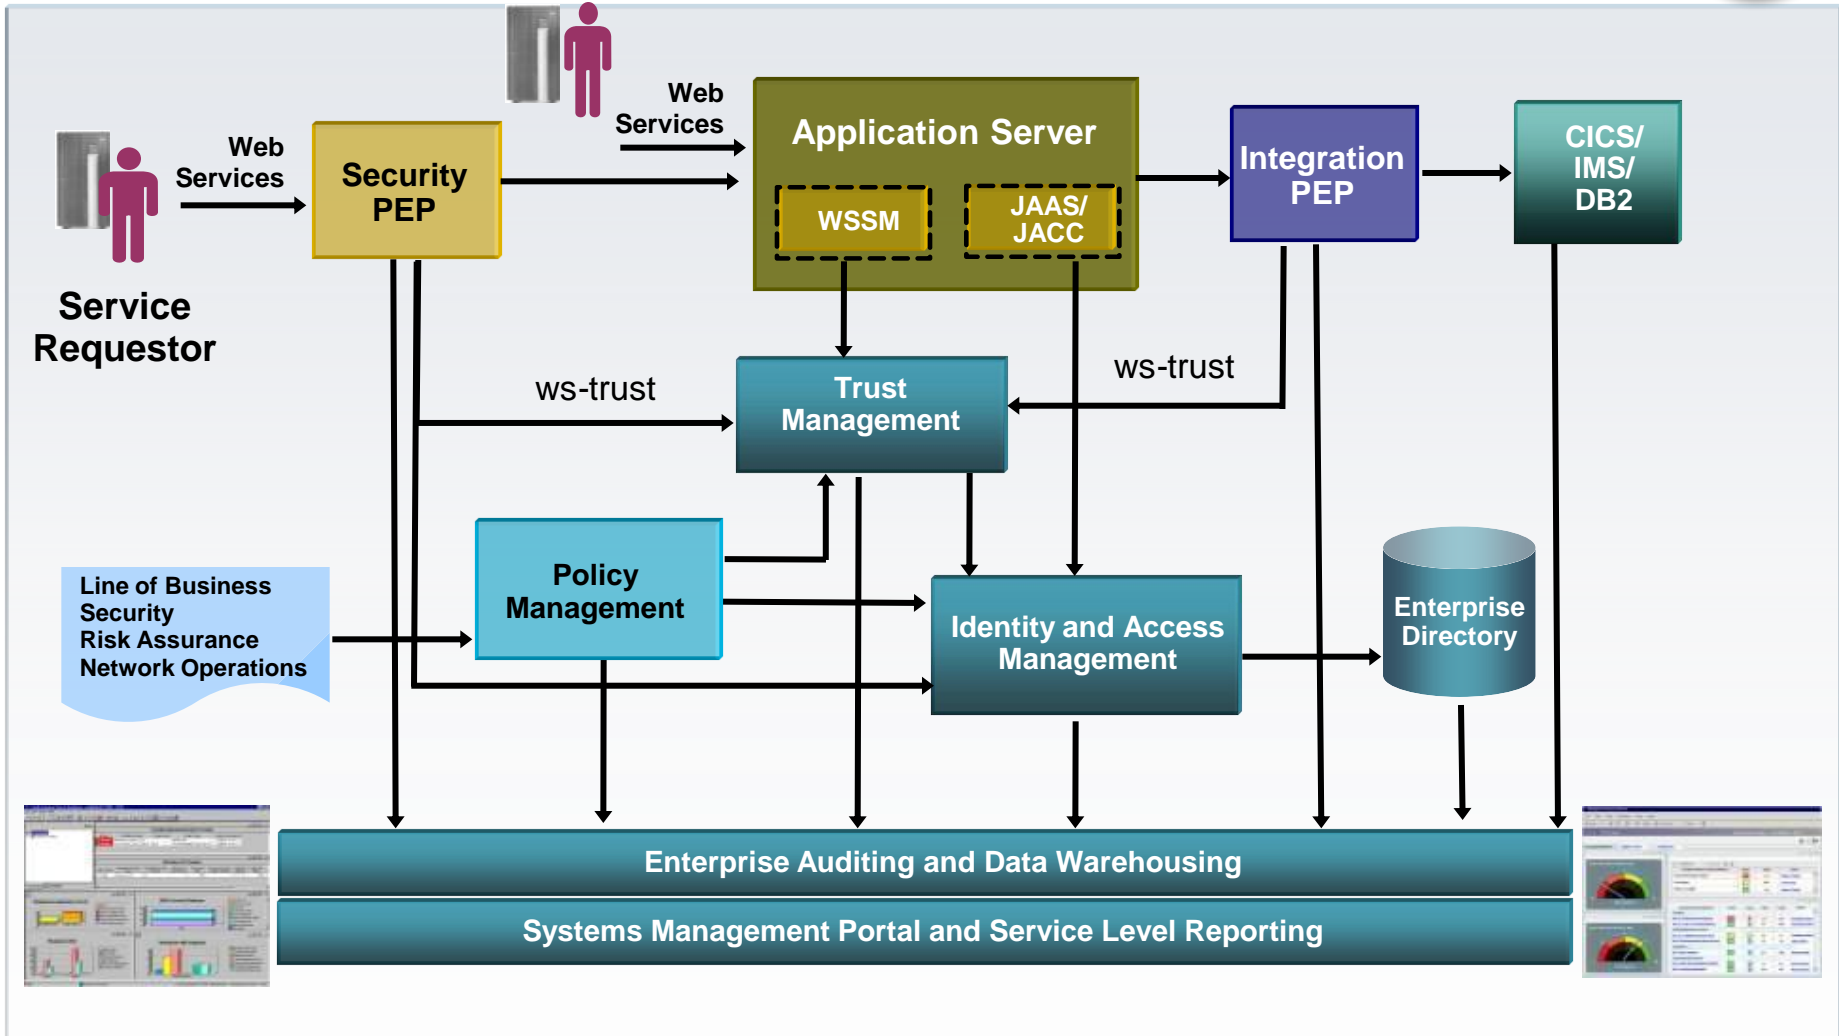 Web
Services
Application Server
CICS/
IMS/
DB2
Web
Services
Security
PEP
Integration
PEP
WSSM
JAAS/
JACC
Service
Requestor
ws-trust
Trust
Management
ws-trust
Line of Business
Security
Risk Assurance
Network Operations
Policy
Management
Identity and Access
Management
Enterprise
Directory
Enterprise Auditing and Data Warehousing
Systems Management Portal and Service Level Reporting